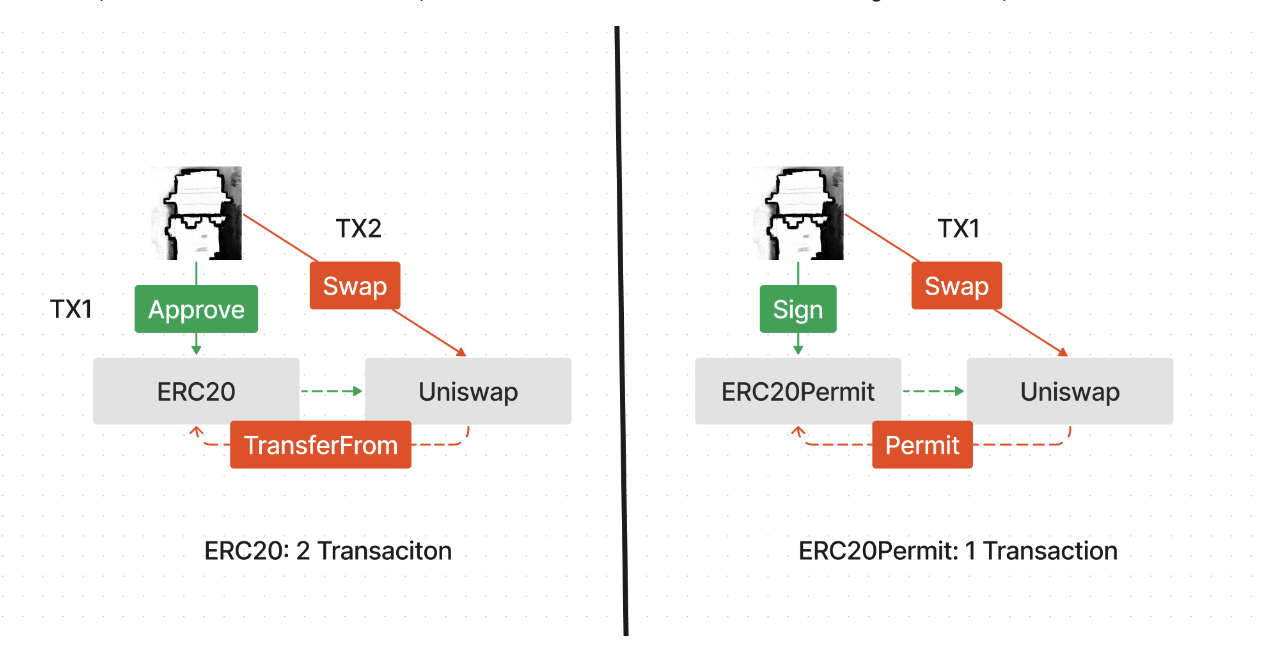 TX2
Swap
TX1
Approve
ERC20
Uniswap
TransferFrom
ERC20: 2 Transaciton
TX1
Swap
Sign
ERC20Permit
Uniswap
Permit
ERC20Permit: 1 Transaction